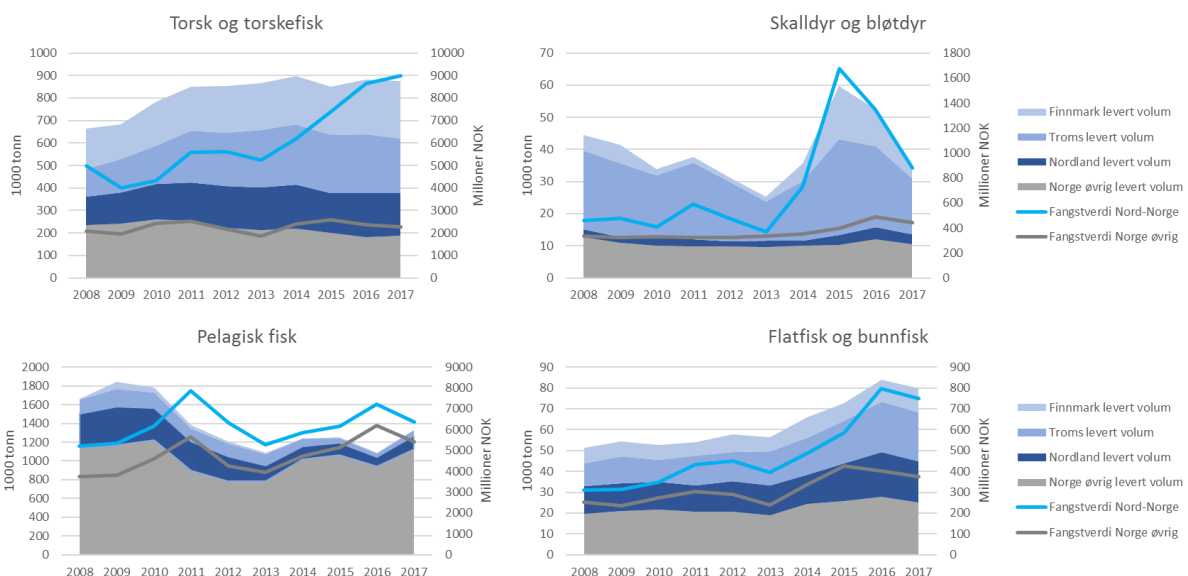 Torsk og torskefisk
1000 tonn
1000
900
800
700
600
500
400
300
200
100
0
10000
9000
8000
7000
6000
5000
4000
3000
2000
1000
0
Millioner NOK
2008 2009 2010 2011 2012 2013 2014 2015 2016 2017
Skalldyr og bløtdyr
1000 tonn
70
60
50
40
30
20
10
0
1800
1600
1400
1200
1000
800
600
400
200
0
Millioner NOK
2008 2009 2010 2011 2012 2013 2014 2015 2016 2017
Finnmark levert volum
Troms levert volum
Nordland levert volum
Norge øvrig levert volum
Fangstverdi Nord-Norge
Fangstverdi Norge øvrig
Pelagisk fisk
1000 tonn
2000
1800
1600
1400
1200
1000
800
600
400
200
0
9000
8000
7000
6000
5000
4000
3000
2000
1000
0
Millioner NOK
2008 2009 2010 2011 2012 2013 2014 2015 2016 2017
Flatfisk og bunnfisk
1000 tonn
90
80
70
60
50
40
30
20
10
0
900
800
700
600
500
400
300
200
100
0
Millioner NOK
2008 2009 2010 2011 2012 2013 2014 2015 2016 2017
Finnmark levert volum
Troms levert volum
Nordland levert volum
Norge øvrig levert volum
Fangstverdi Nord-Norge
Fangstverdi Norge øvrig